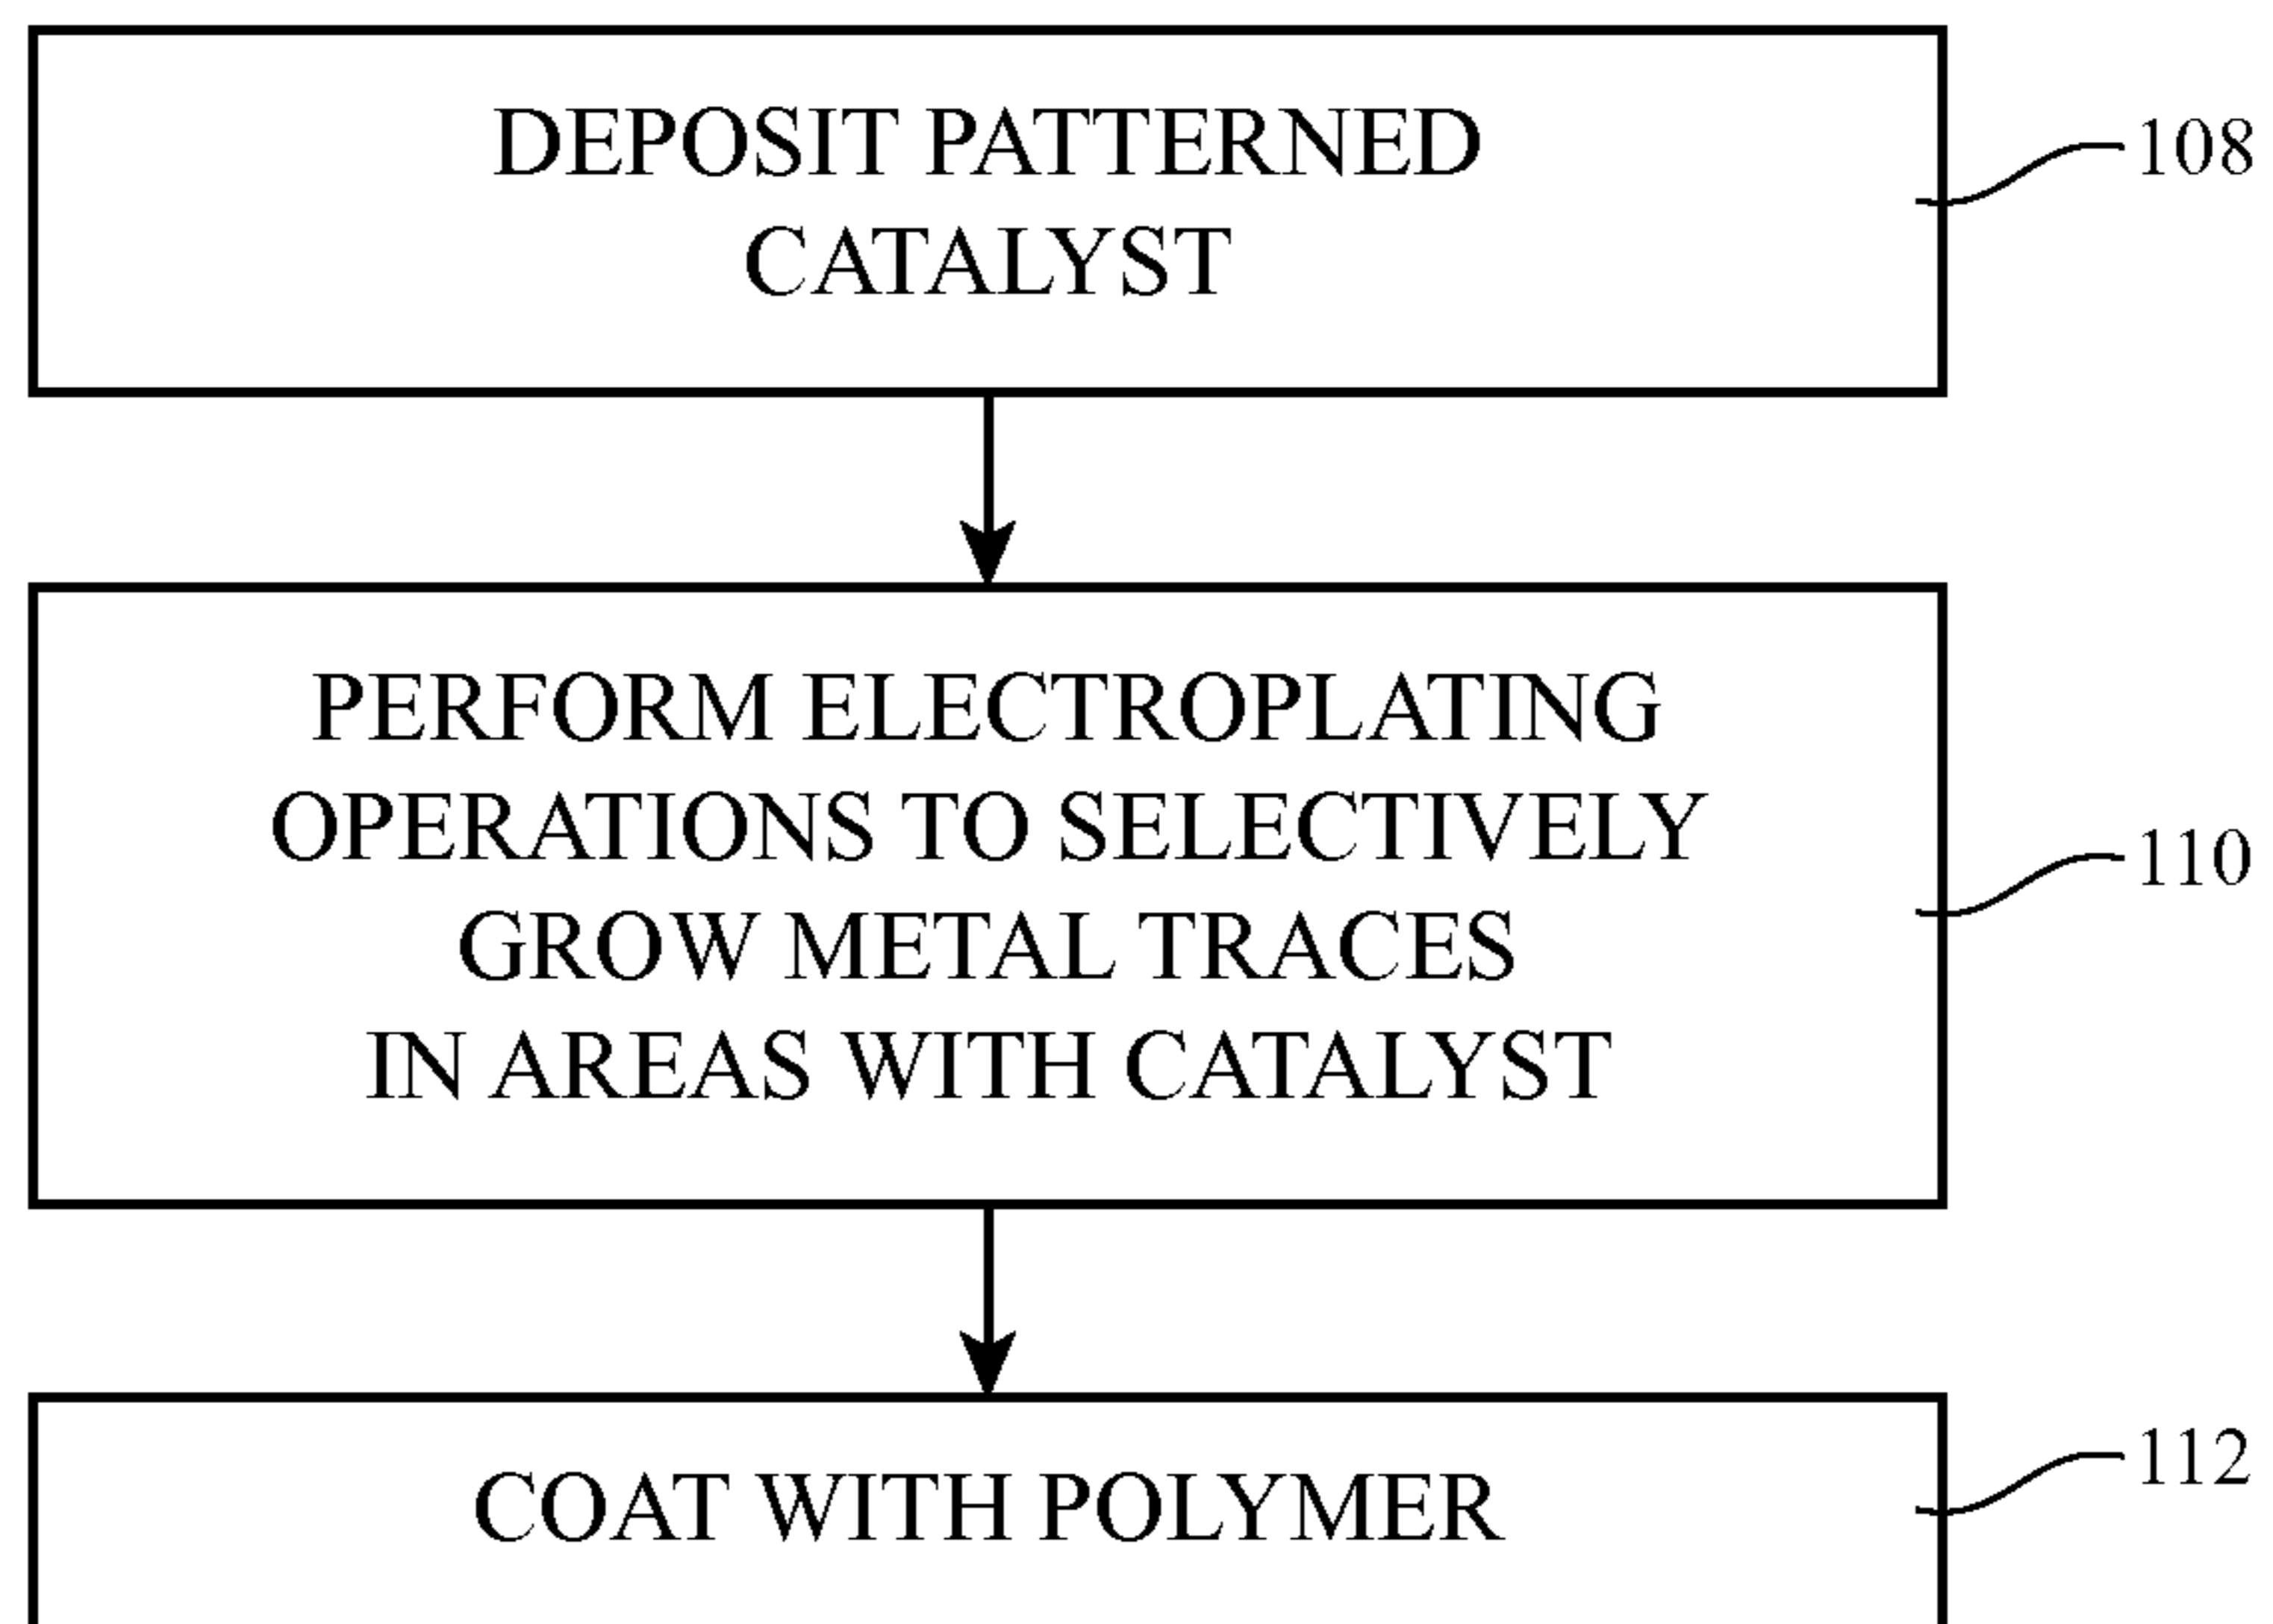 DEPOSIT PATTERNED
CATALYST
108
PERFORM ELECTROPLATING
OPERATIONS TO SELECTIVELY
GROW METAL TRACES
IN AREAS WITH CATALYST
110
COAT WITH POLYMER
112